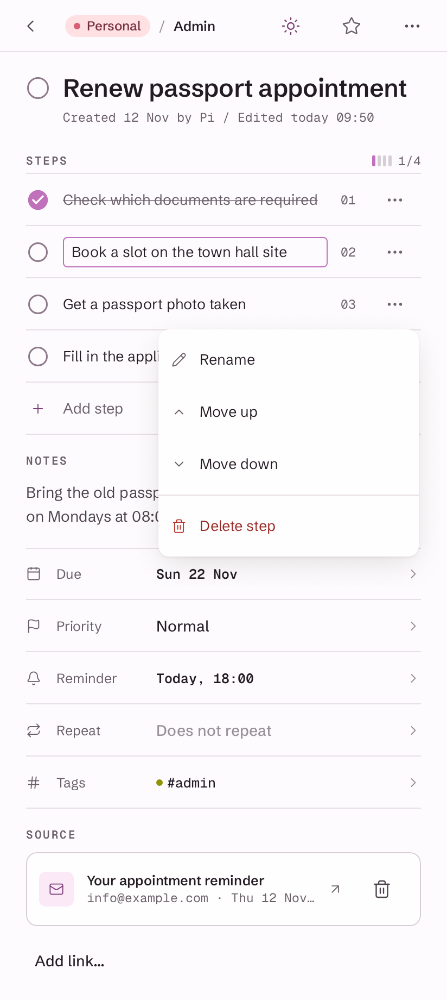 Personal / Admin
Renew passport appointment
Created 12 Nov by Pi / Edited today 09:50
STEPS 1/4
Check which documents are required 01
Book a slot on the town hall site 02
Get a passport photo taken 03
Fill in the
Rename
Add step
Move up
NOTES
Move down
Bring the old
on Mondays at
Delete step
Due Sun 22 Nov
Priority Normal
Reminder Today, 18:00
Repeat Does not repeat
Tags #admin
SOURCE
Your appointment reminder
info@example.com · Thu 12 Nov…
Add link…